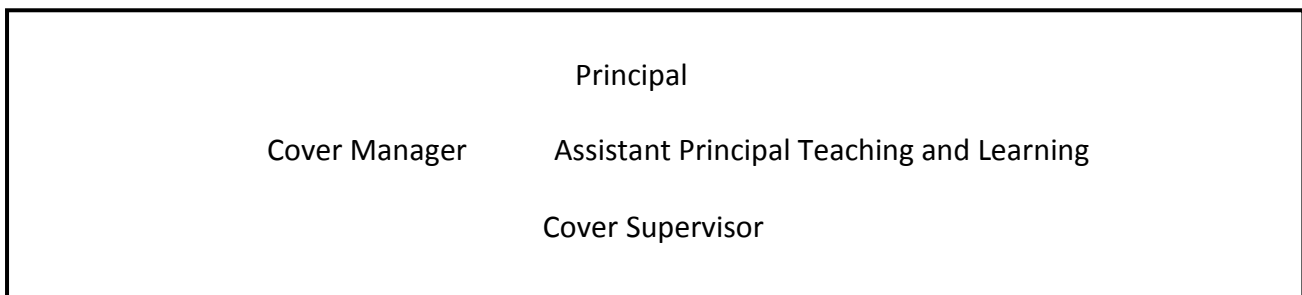 Principal
Cover Manager Assistant Principal Teaching and Learning
Cover Supervisor